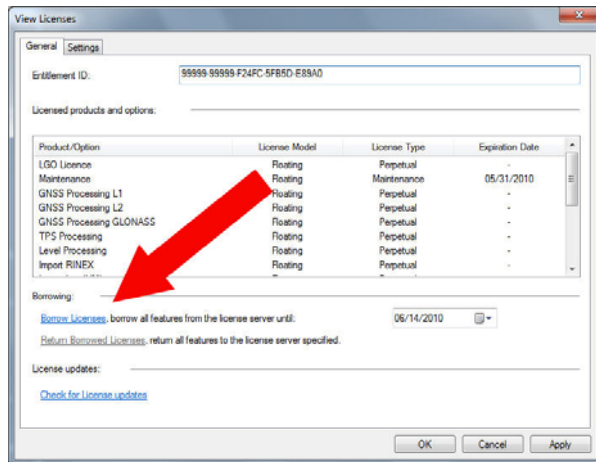 View Licenses
General Settings
Entitlement ID: 99999-99999-F24FC-5FB5D-E89A0
Licensed products and options:
Product/Option License Model License Type Expiration Date
LGO Licence Floating Perpetual -
Maintenance Floating Maintenance 05/31/2010
GNSS Processing L1 Floating Perpetual -
GNSS Processing L2 Floating Perpetual -
GNSS Processing GLONASS Floating Perpetual -
TPS Processing Floating Perpetual -
Level Processing Floating Perpetual -
Import RINEX Floating Perpetual -
Borrowing:
Borrow Licenses, borrow all features from the license server until: 06/14/2010
Return Borrowed Licenses, return all features to the license server specified.
License updates:
Check for License updates
OK Cancel Apply